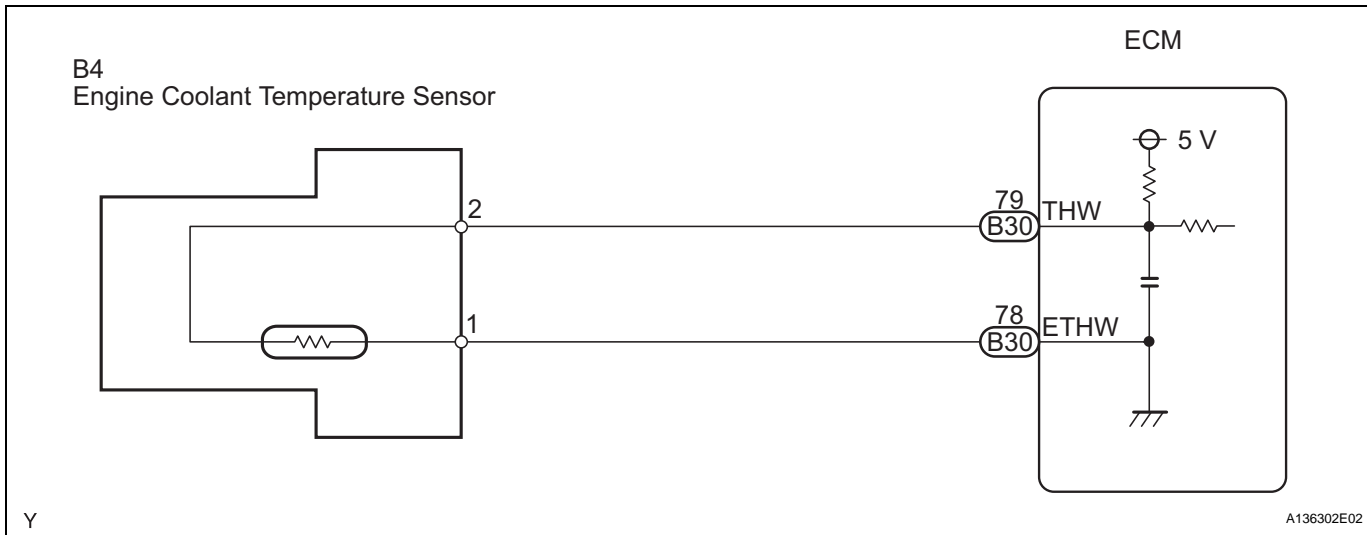 ECM
B4
Engine Coolant Temperature Sensor
5 V
2
79
B30
THW
1
78
B30
ETHW
Y
A136302E02